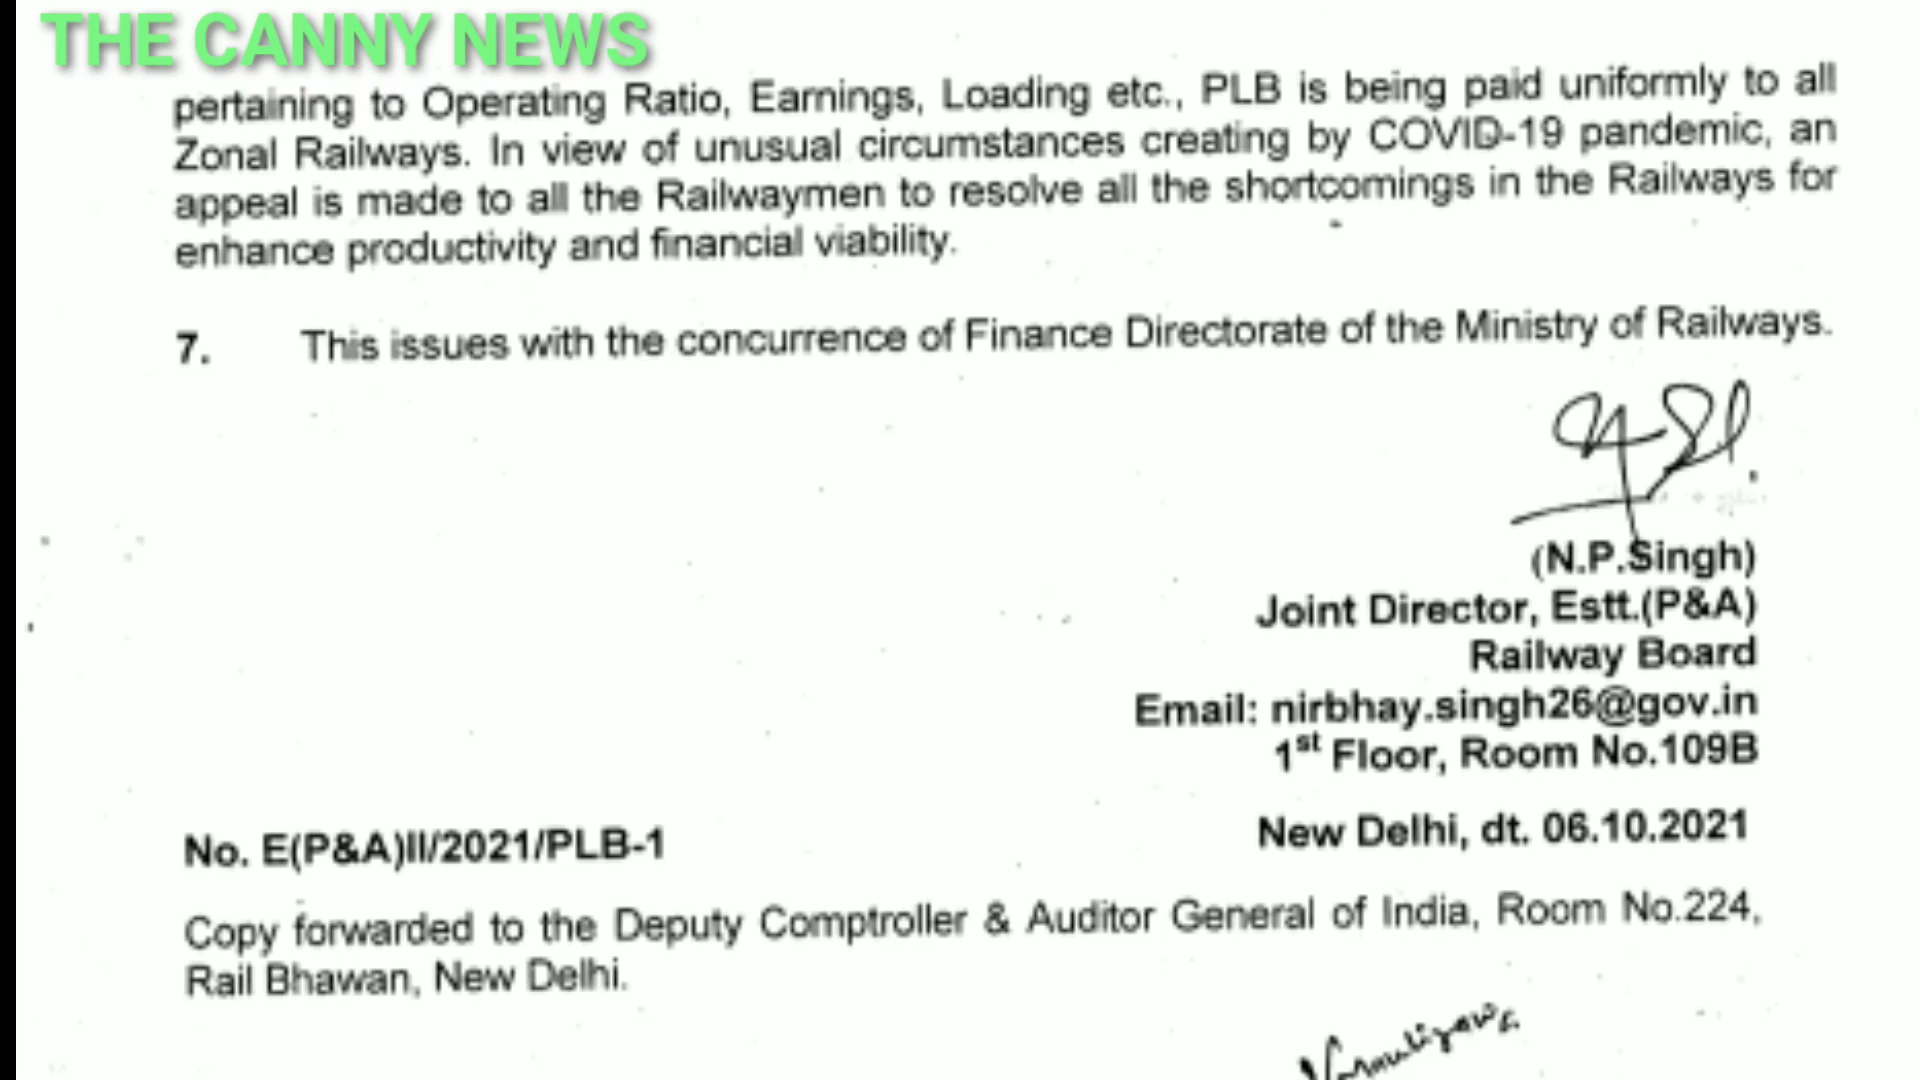 THE CANNY NEWS
pertaining to Operating Ratio, Earnings, Loading etc., PLB is being paid uniformly to all
Zonal Railways. In view of unusual circumstances creating by COVID-19 pandemic, an
appeal is made to all the Railwaymen to resolve all the shortcomings in the Railways for
enhance productivity and financial viability.
7. This issues with the concurrence of Finance Directorate of the Ministry of Railways.
(N.P.Singh)
Joint Director, Estt.(P&A)
Railway Board
Email: nirbhay.singh26@gov.in
1st Floor, Room No.109B
No. E(P&A)II/2021/PLB-1 New Delhi, dt. 06.10.2021
Copy forwarded to the Deputy Comptroller & Auditor General of India, Room No.224,
Rail Bhawan, New Delhi.